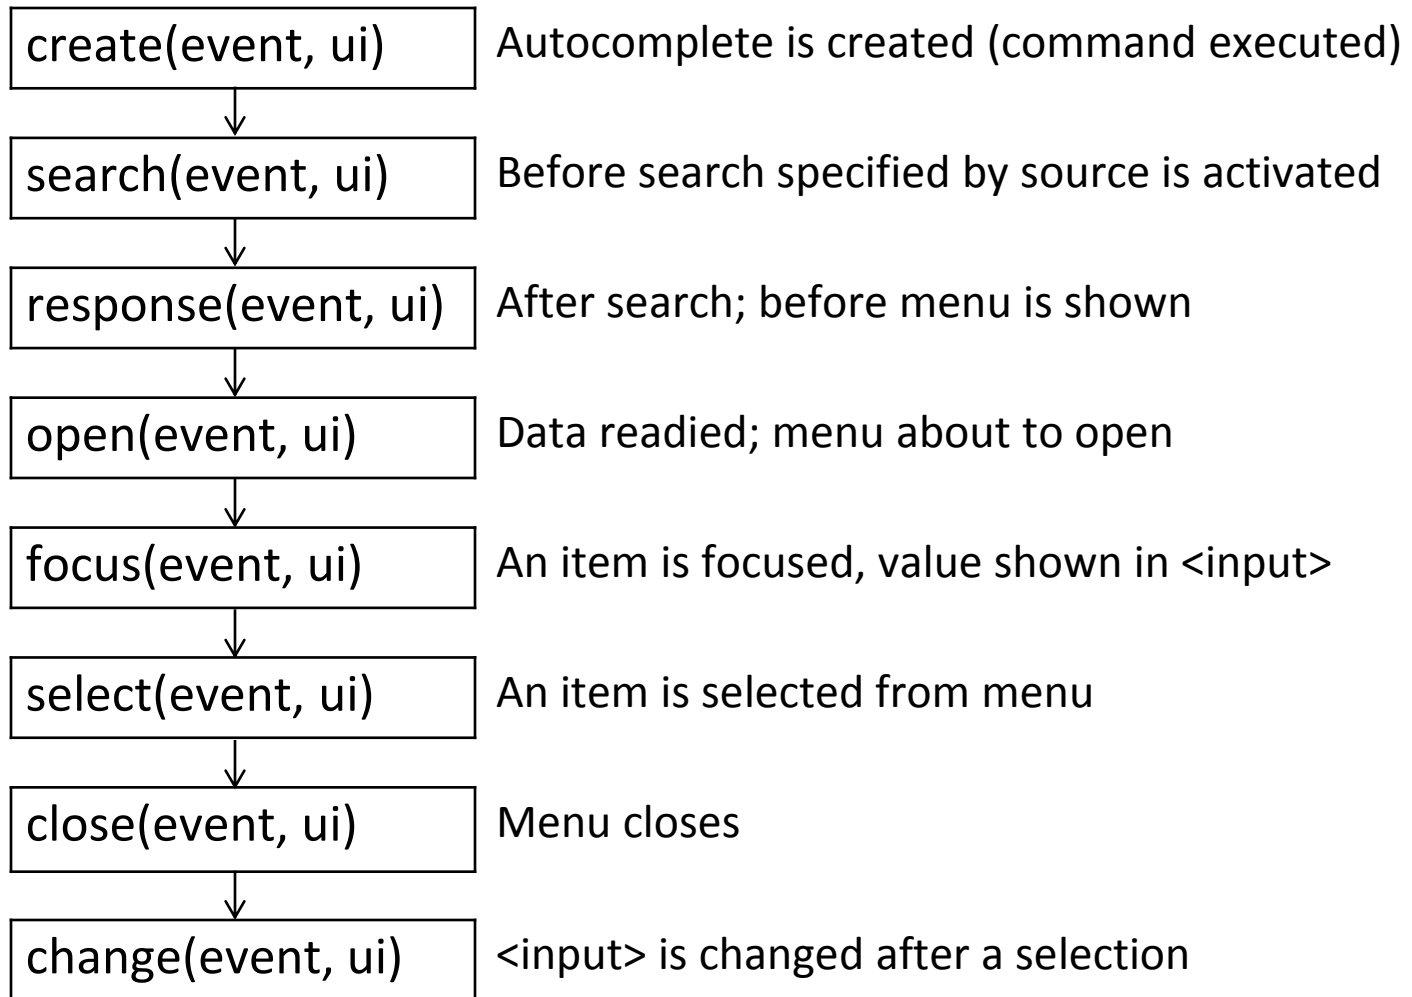 create(event, ui) Autocomplete is created (command executed)
search(event, ui) Before search specified by source is activated
response(event, ui) After search; before menu is shown
open(event, ui) Data readied; menu about to open
focus(event, ui) An item is focused, value shown in <input>
select(event, ui) An item is selected from menu
close(event, ui) Menu closes
change(event, ui) <input> is changed after a selection